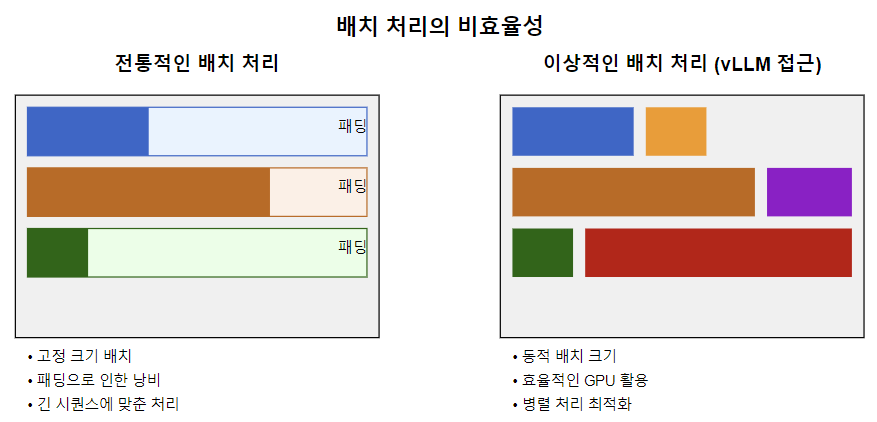 배치 처리의 비효율성
전통적인 배치 처리
패딩
패딩
패딩
• 고정 크기 배치
• 패딩으로 인한 낭비
• 긴 시퀀스에 맞춘 처리
이상적인 배치 처리 (vLLM 접근)
• 동적 배치 크기
• 효율적인 GPU 활용
• 병렬 처리 최적화